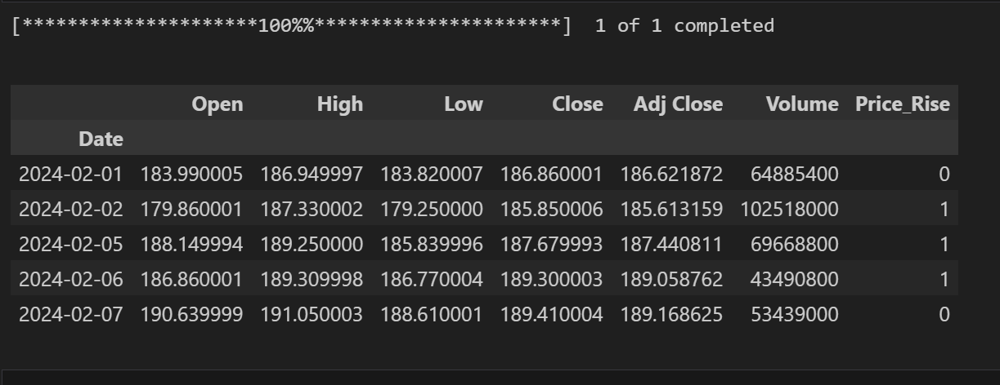 [*********************100%%**********************]  1 of 1 completed
Open High Low Close Adj Close Volume Price_Rise
Date
2024-02-01 183.990005 186.949997 183.820007 186.860001 186.621872 64885400 0
2024-02-02 179.860001 187.330002 179.250000 185.850006 185.613159 102518000 1
2024-02-05 188.149994 189.250000 185.839996 187.679993 187.440811 69668800 1
2024-02-06 186.860001 189.309998 186.770004 189.300003 189.058762 43490800 1
2024-02-07 190.639999 191.050003 188.610001 189.410004 189.168625 53439000 0